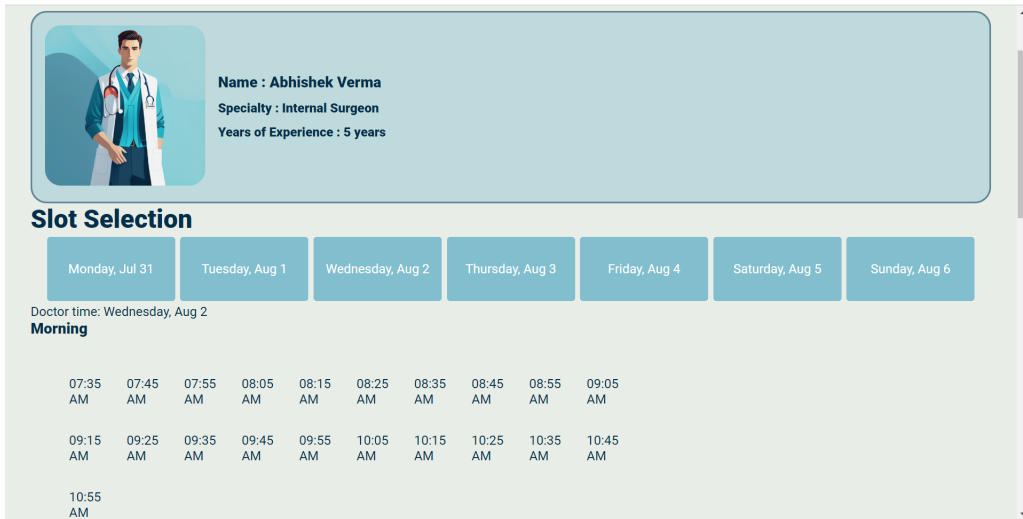 Name : Abhishek Verma
Specialty : Internal Surgeon
Years of Experience : 5 years
Slot Selection
Monday, Jul 31 Tuesday, Aug 1 Wednesday, Aug 2 Thursday, Aug 3 Friday, Aug 4 Saturday, Aug 5 Sunday, Aug 6
Doctor time: Wednesday, Aug 2
Morning
07:35 07:45 07:55 08:05 08:15 08:25 08:35 08:45 08:55 09:05
AM AM AM AM AM AM AM AM AM AM
09:15 09:25 09:35 09:45 09:55 10:05 10:15 10:25 10:35 10:45
AM AM AM AM AM AM AM AM AM AM
10:55
AM